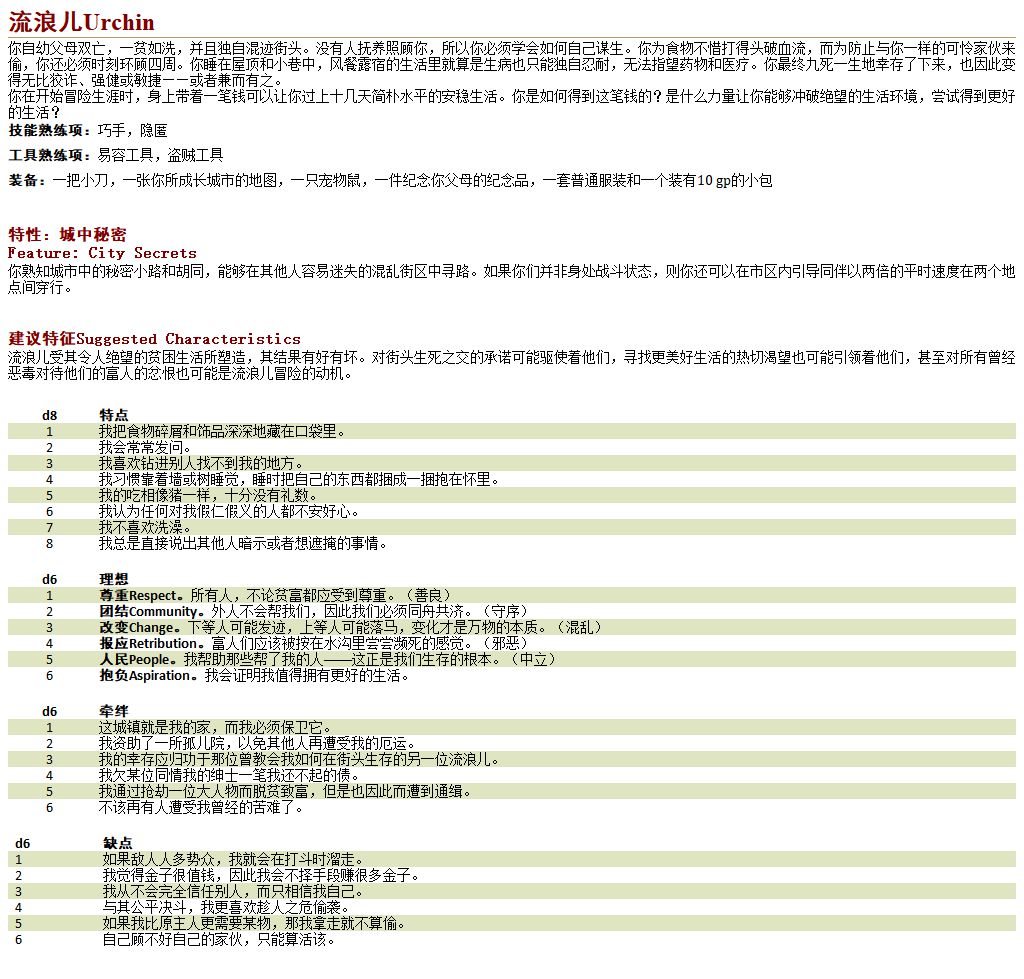 流浪儿Urchin
你自幼父母双亡，一贫如洗，并且独自混迹街头。没有人抚养照顾你，所以你必须学会如何自己谋生。你为食物不惜打得头破血流，而为防止与你一样的可怜家伙来
偷，你还必须时刻环顾四周。你睡在屋顶和小巷中，风餐露宿的生活里就算是生病也只能独自忍耐，无法指望药物和医疗。你最终九死一生地幸存了下来，也因此变
得无比狡诈、强健或敏捷——或者兼而有之。
你在开始冒险生涯时，身上带着一笔钱可以让你过上十几天简朴水平的安稳生活。你是如何得到这笔钱的？是什么力量让你能够冲破绝望的生活环境，尝试得到更好
的生活？
技能熟练项：巧手，隐匿
工具熟练项：易容工具，盗贼工具
装备：一把小刀，一张你所成长城市的地图，一只宠物鼠，一件纪念你父母的纪念品，一套普通服装和一个装有10 gp的小包
特性：城中秘密
Feature: City Secrets
你熟知城市中的秘密小路和胡同，能够在其他人容易迷失的混乱街区中寻路。如果你们并非身处战斗状态，则你还可以在市区内引导同伴以两倍的平时速度在两个地
点间穿行。
建议特征Suggested Characteristics
流浪儿受其令人绝望的贫困生活所塑造，其结果有好有坏。对街头生死之交的承诺可能驱使着他们，寻找更美好生活的热切渴望也可能引领着他们，甚至对所有曾经
恶毒对待他们的富人的忿恨也可能是流浪儿冒险的动机。
d8 特点
1 我把食物碎屑和饰品深深地藏在口袋里。
2 我会常常发问。
3 我喜欢钻进别人找不到我的地方。
4 我习惯靠着墙或树睡觉，睡时把自己的东西都捆成一捆抱在怀里。
5 我的吃相像猪一样，十分没有礼数。
6 我认为任何对我假仁假义的人都不安好心。
7 我不喜欢洗澡。
8 我总是直接说出其他人暗示或者想遮掩的事情。
d6 理想
1 尊重Respect。所有人，不论贫富都应受到尊重。（善良）
2 团结Community。外人不会帮我们，因此我们必须同舟共济。（守序）
3 改变Change。下等人可能发迹，上等人可能落马，变化才是万物的本质。（混乱）
4 报应Retribution。富人们应该被按在水沟里尝尝濒死的感觉。（邪恶）
5 人民People。我帮助那些帮了我的人——这正是我们生存的根本。（中立）
6 抱负Aspiration。我会证明我值得拥有更好的生活。
d6 牵绊
1 这城镇就是我的家，而我必须保卫它。
2 我资助了一所孤儿院，以免其他人再遭受我的厄运。
3 我的幸存应归功于那位曾教会我如何在街头生存的另一位流浪儿。
4 我欠某位同情我的绅士一笔我还不起的债。
5 我通过抢劫一位大人物而脱贫致富，但是也因此而遭到通缉。
6 不该再有人遭受我曾经的苦难了。
d6 缺点
1 如果敌人人多势众，我就会在打斗时溜走。
2 我觉得金子很值钱，因此我会不择手段赚很多金子。
3 我从不会完全信任别人，而只相信我自己。
4 与其公平决斗，我更喜欢趁人之危偷袭。
5 如果我比原主人更需要某物，那我拿走就不算偷。
6 自己顾不好自己的家伙，只能算活该。